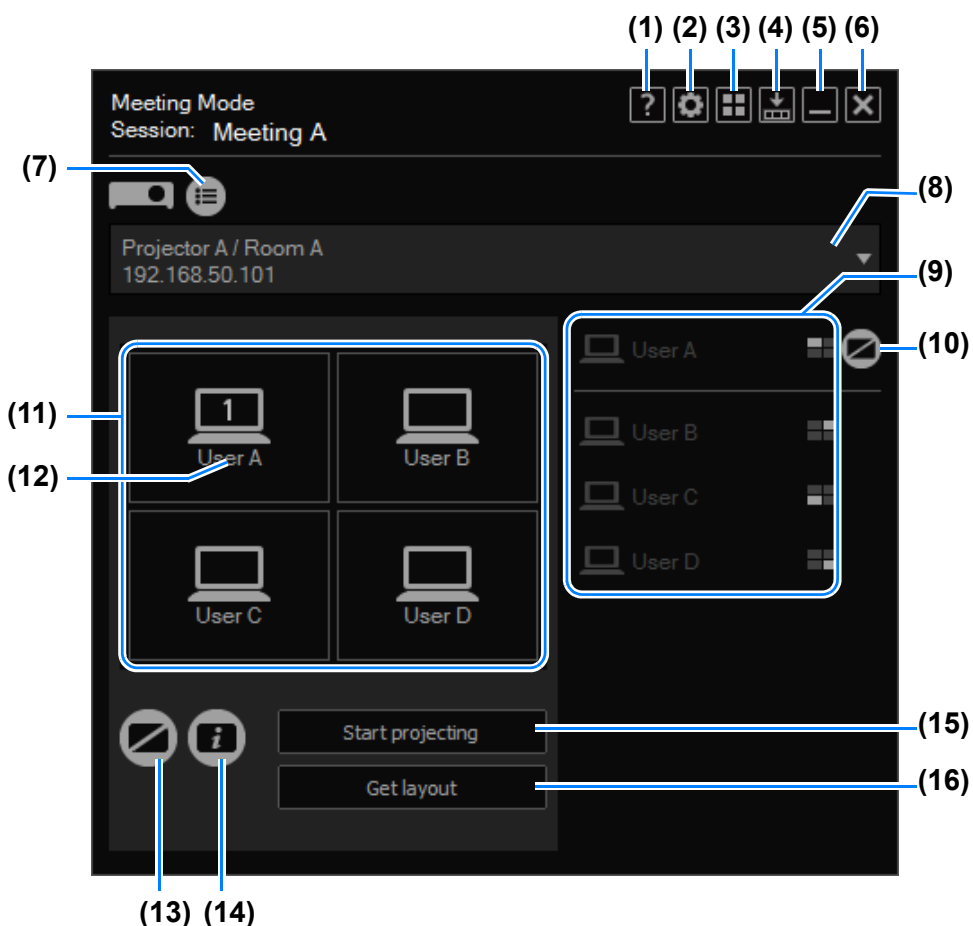 (1) (2) (3) (4) (5) (6)
Meeting Mode
Session: Meeting A
?
(7)
(8)
Projector A / Room A
192.168.50.101
(9)
User A
(10)
1
User A
User B
(11)
User B
(12)
User C
User D
User C
User D
Start projecting
(15)
i
Get layout
(16)
(13) (14)